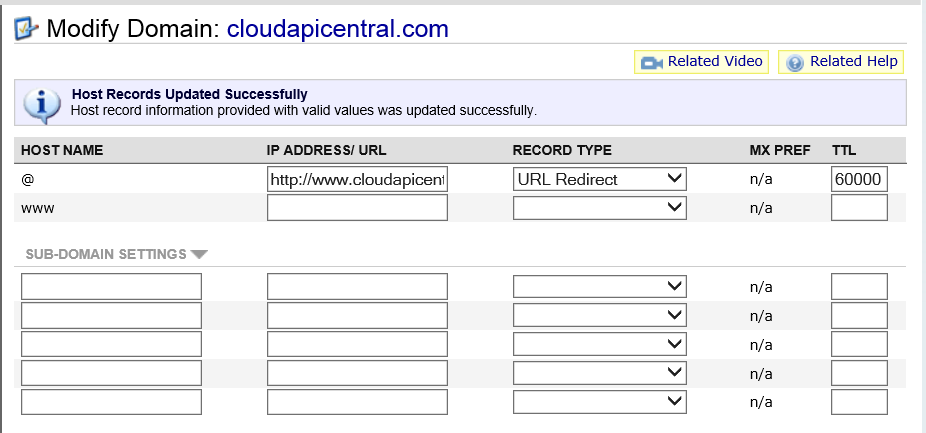 Modify Domain: cloudapicentral.com
Related Video Related Help
Host Records Updated Successfully
Host record information provided with valid values was updated successfully.
HOST NAME IP ADDRESS/ URL RECORD TYPE MX PREF TTL
@ http://www.cloudapicent URL Redirect n/a 60000
www n/a
SUB-DOMAIN SETTINGS
n/a
n/a
n/a
n/a
n/a